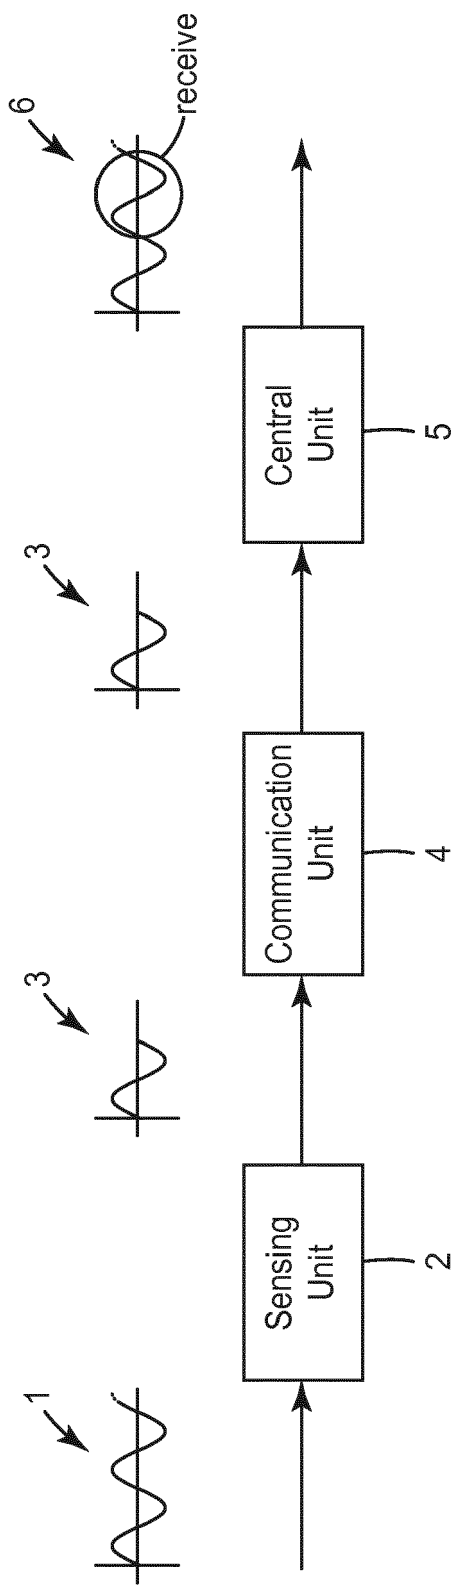 1
3
3
6
receive
Sensing
Unit
Communication
Unit
Central
Unit
2
4
5